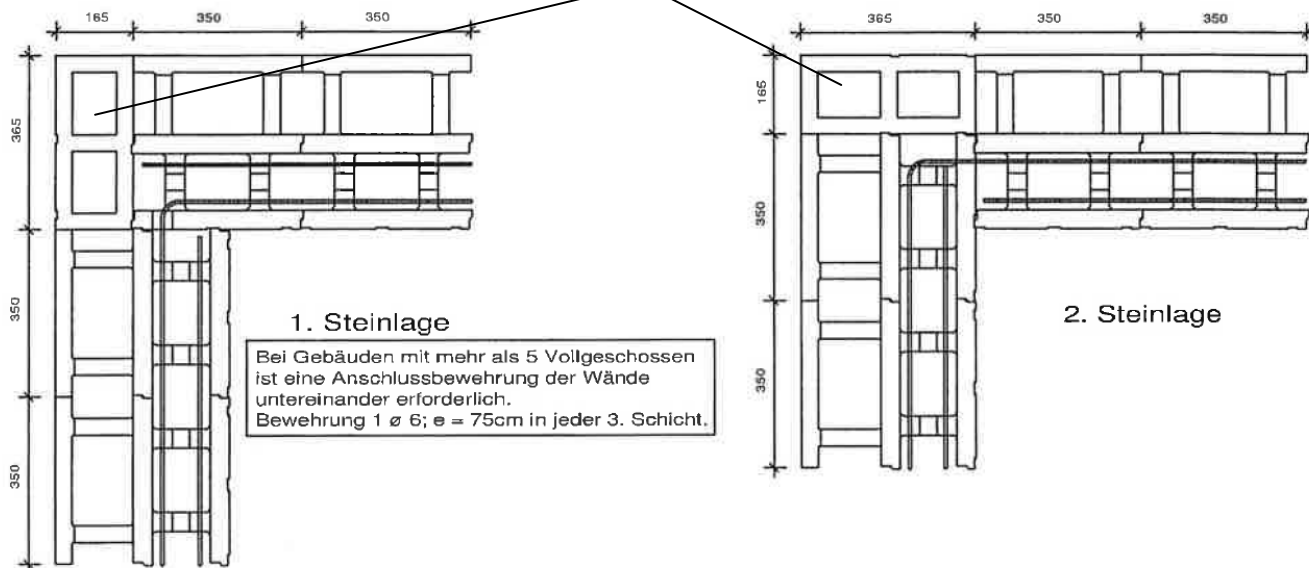 165 350 350
365
350
350
1. Steinlage
Bei Gebäuden mit mehr als 5 Vollgeschossen
ist eine Anschlussbewehrung der Wände
untereinander erforderlich.
Bewehrung 1 ø 6; e = 75cm in jeder 3. Schicht.
365 350 350
165
350
350
2. Steinlage